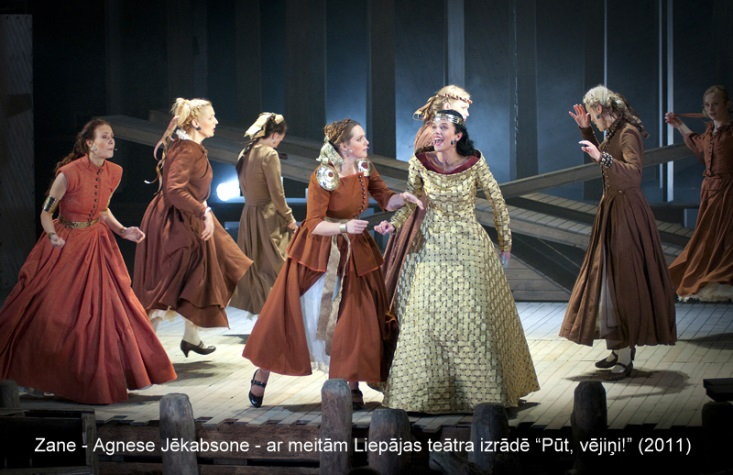 Zane - Agnese Jēkabsone - ar meitām Liepājas teātra izrādē “Pūt, vējiņi!” (2011)